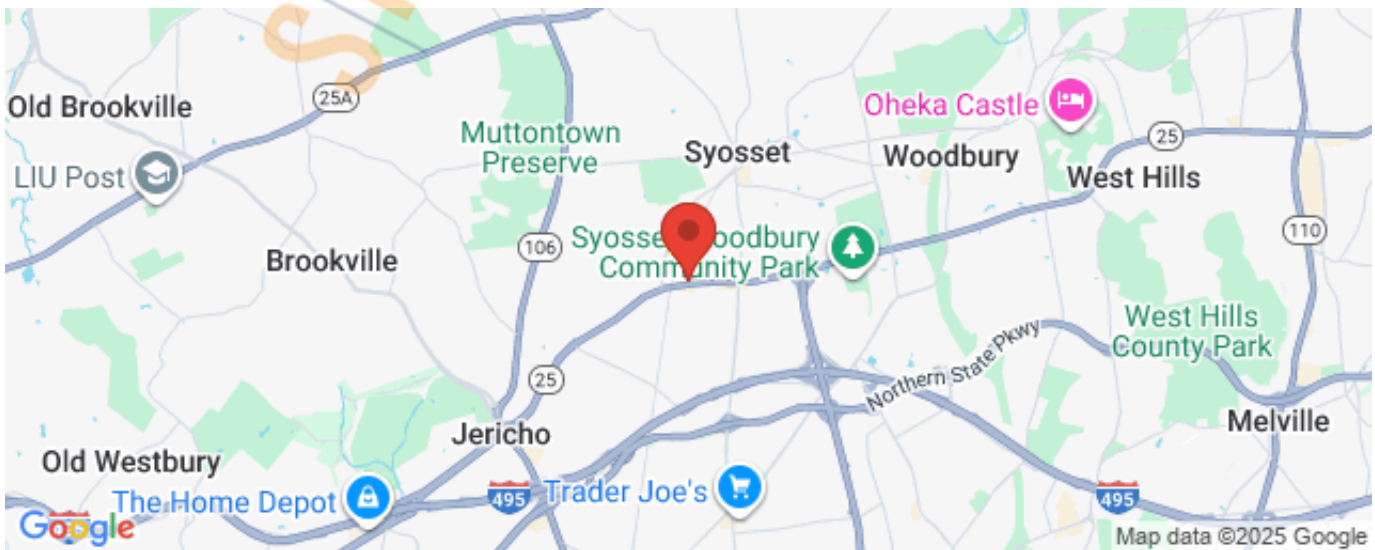 25A
Old Brookville
Oheka Castle
Muttontown
Preserve
25
Syosset
Woodbury
LIU Post
West Hills
110
106
Syosset
Woodbury
Community Park
Brookville
West Hills
County Park
Northern State Pkwy
25
Jericho
Melville
Old Westbury
The Home Depot
495
Trader Joe's
495
Google
Map data ©2025 Google